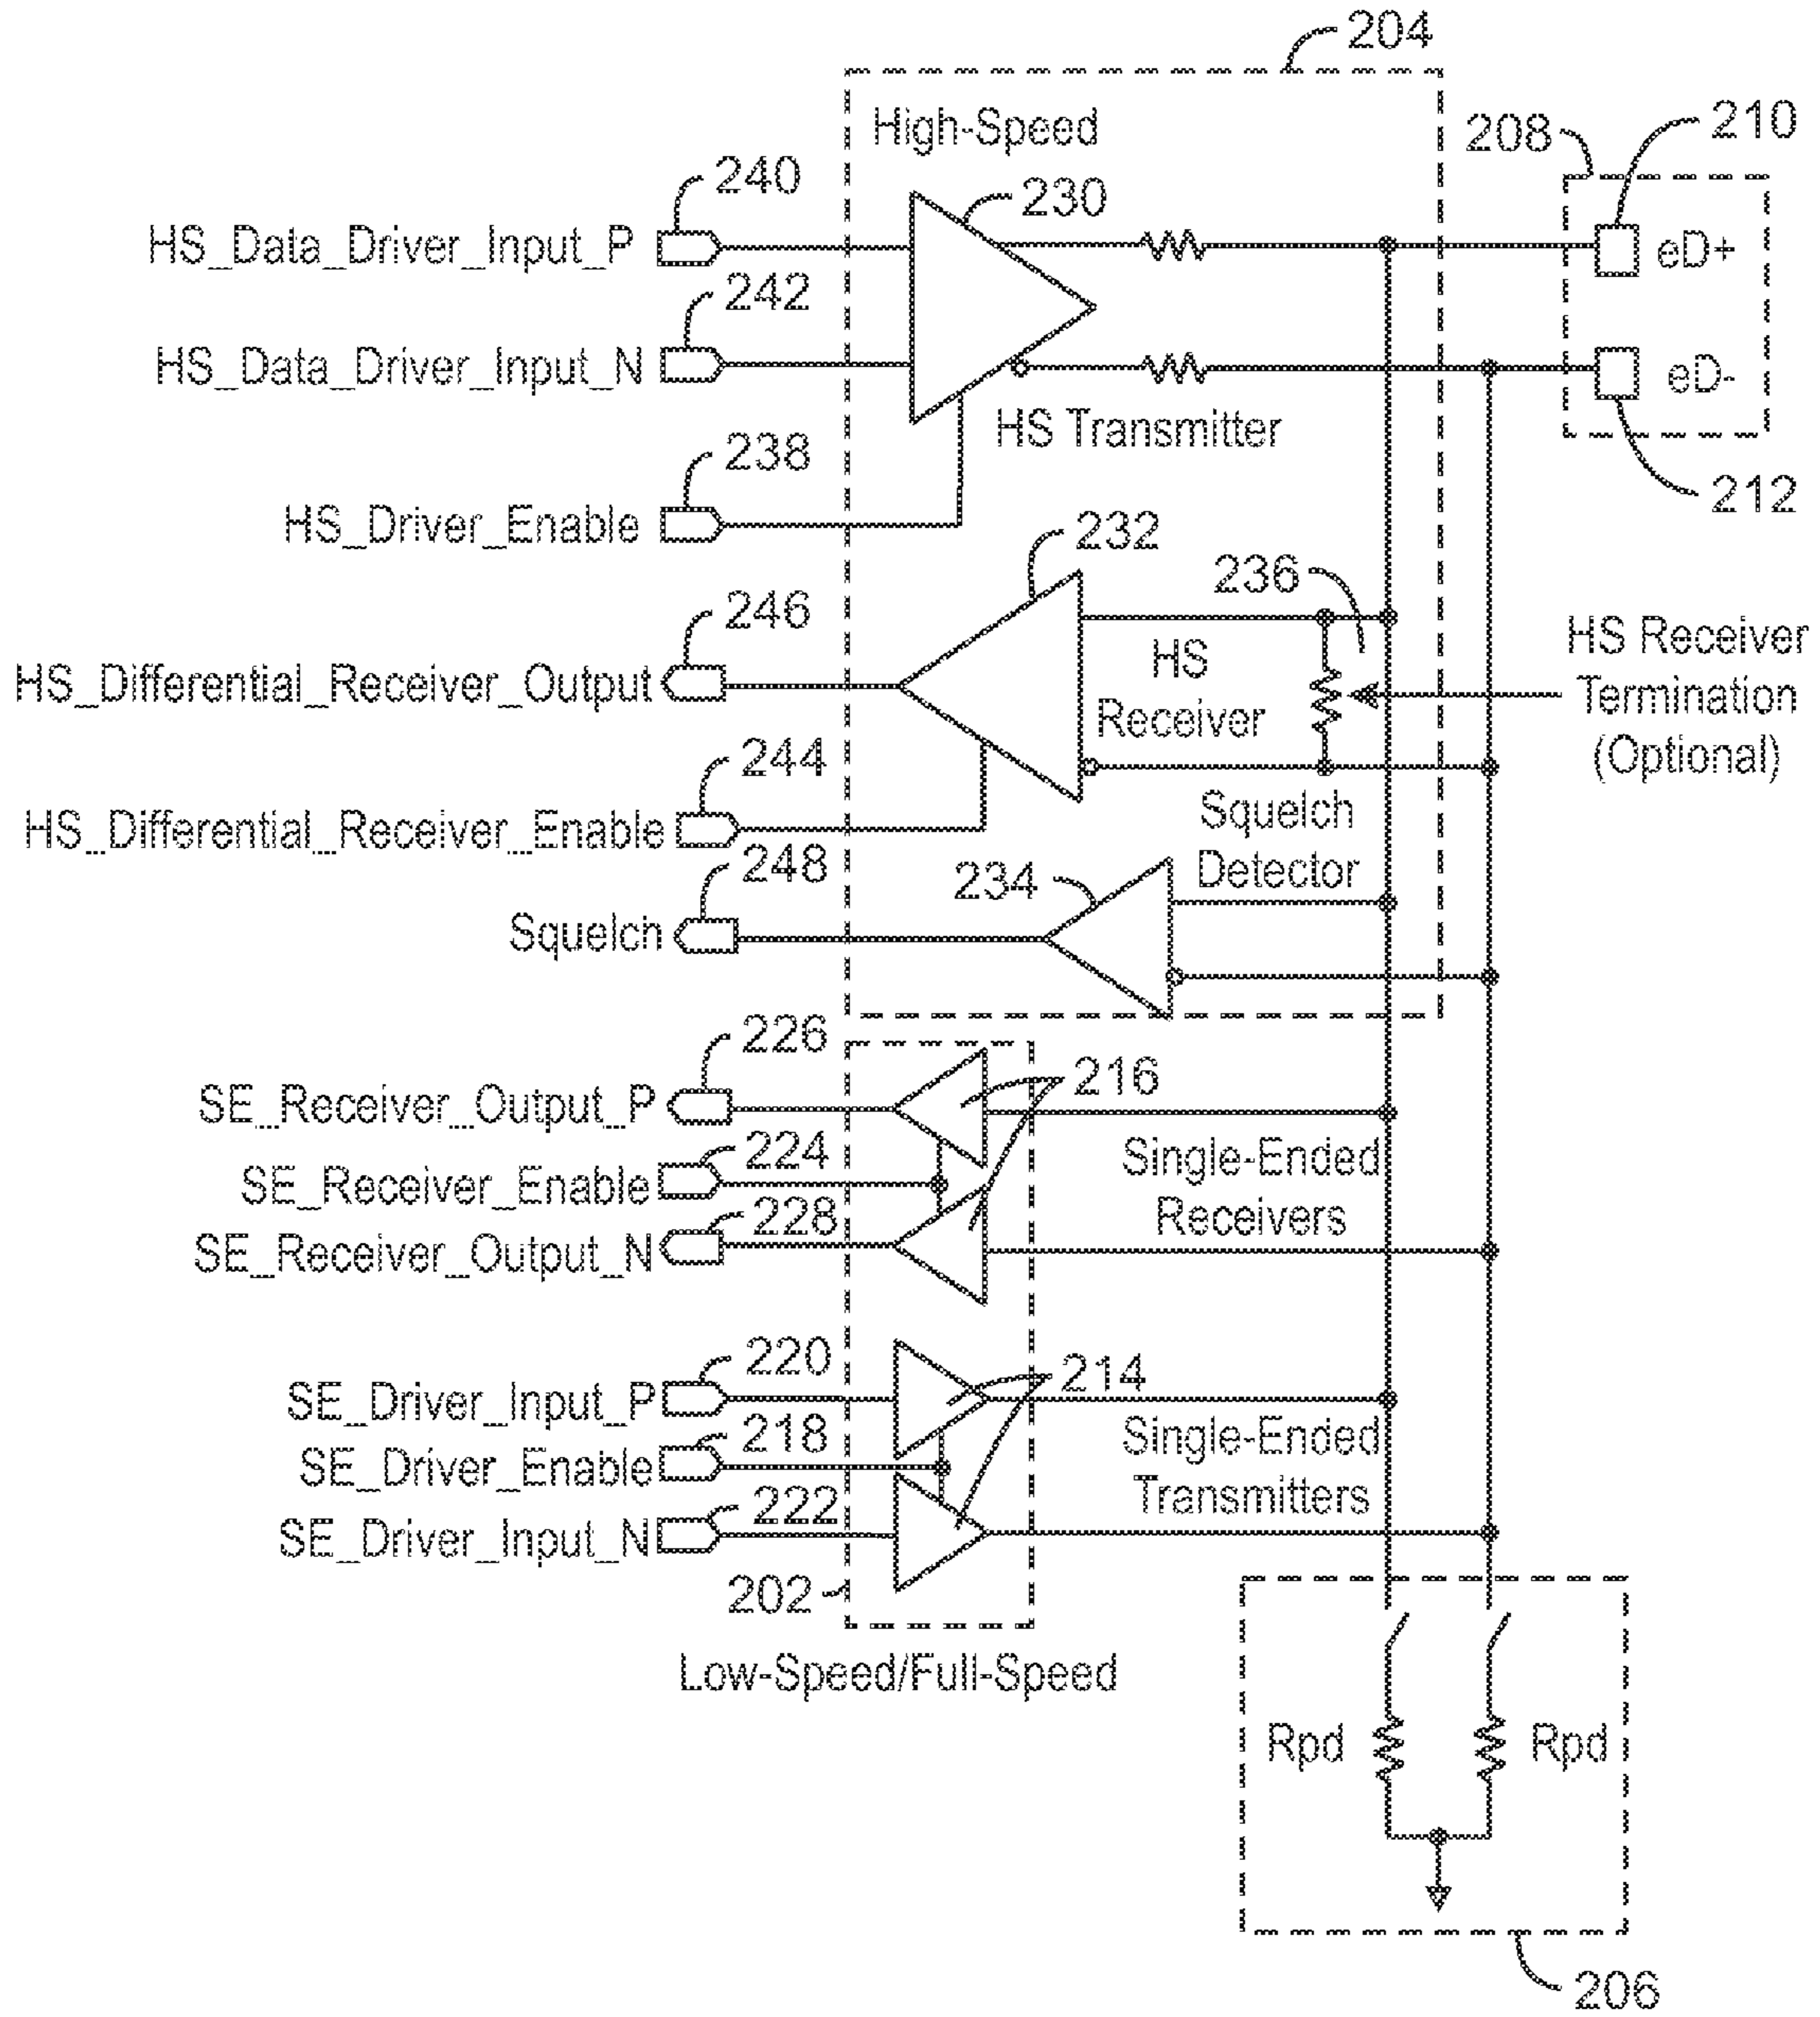 204
High-Speed
208
210
240
230
HS_Data_Driver_Input_P
eD+
242
HS_Data_Driver_Input_N
eD-
HS Transmitter
238
212
HS_Driver_Enable
232
236
246
HS Receiver
Termination
(Optional)
HS
Receiver
HS_Differential_Receiver_Output
244
Squelch
Detector
HS_Differential_Receiver_Enable
248
234
Squelch
226
216
SE_Receiver_Output_P
224
Single-Ended
Receivers
SE_Receiver_Enable
228
SE_Receiver_Output_N
220
214
SE_Driver_Input_P
218
Single-Ended
Transmitters
SE_Driver_Enable
222
SE_Driver_Input_N
202
Low-Speed/Full-Speed
Rpd
Rpd
206